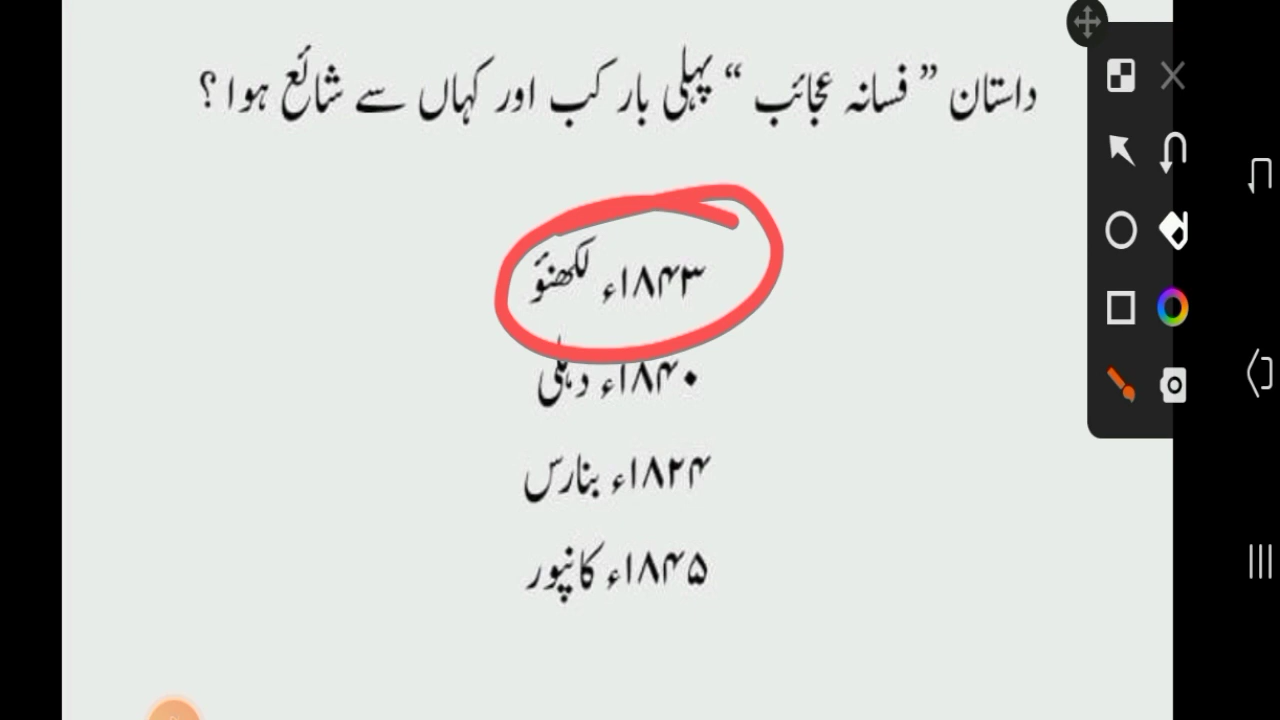 داستان ” فسانہ عجائب “ پہلی بار کب اور کہاں سے شائع ہوا ؟
۱۸۴۳ء لکھنؤ
۱۸۴۰ء دہلی
۱۸۲۴ء بنارس
۱۸۴۵ء کانپور